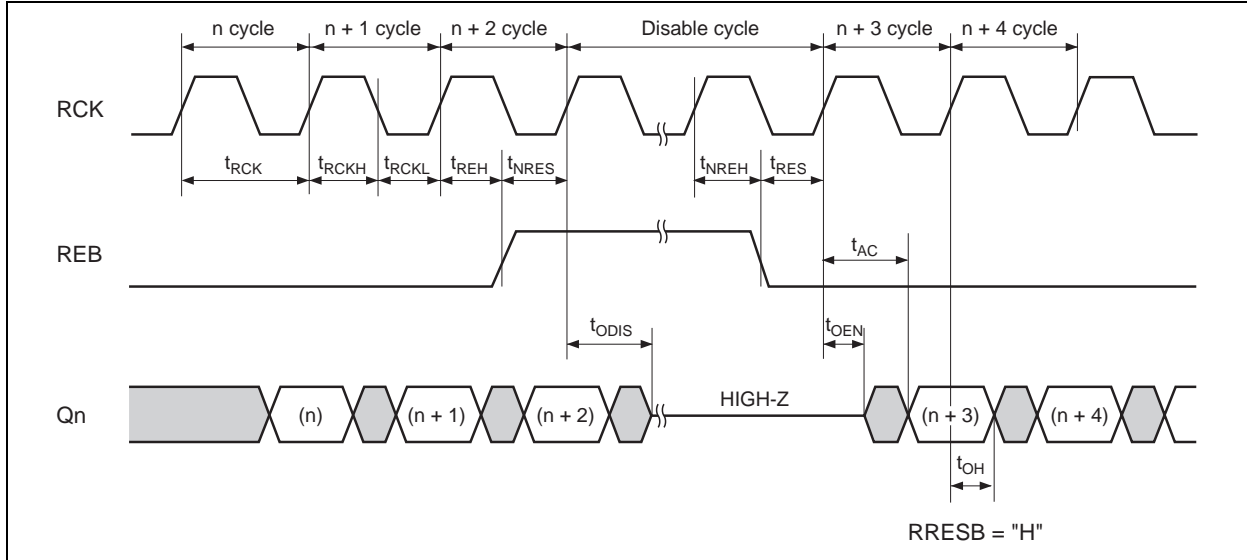 n cycle n + 1 cycle n + 2 cycle Disable cycle n + 3 cycle n + 4 cycle
RCK
tRCK tRCKH tRCKL tREH tNRES tNREH tRES
REB
tAC
tODIS tOEN
Qn (n) (n + 1) (n + 2) HIGH-Z (n + 3) (n + 4)
tOH
RRESB = "H"